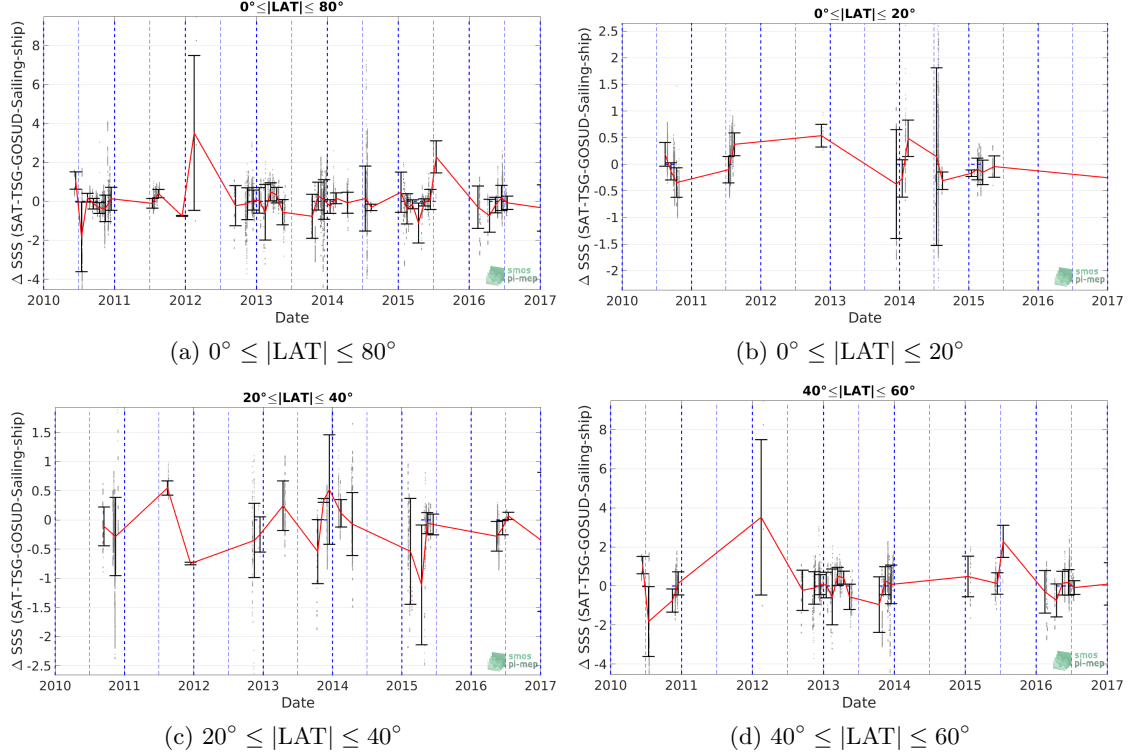 0°≤|LAT|≤ 80°
Δ SSS (SAT-TSG-GOSUD-Sailing-ship)
8
6
4
2
0
-2
-4
2010 2011 2012 2013 2014 2015 2016 2017
Date
smos
pi-mep
(a) 0° ≤ |LAT| ≤ 80°
0°≤|LAT|≤ 20°
Δ SSS (SAT-TSG-GOSUD-Sailing-ship)
2.5
2
1.5
1
0.5
0
-0.5
-1
-1.5
-2
2010 2011 2012 2013 2014 2015 2016 2017
Date
smos
pi-mep
(b) 0° ≤ |LAT| ≤ 20°
20°≤|LAT|≤ 40°
Δ SSS (SAT-TSG-GOSUD-Sailing-ship)
1.5
1
0.5
0
-0.5
-1
-1.5
-2
-2.5
2010 2011 2012 2013 2014 2015 2016 2017
Date
smos
pi-mep
(c) 20° ≤ |LAT| ≤ 40°
40°≤|LAT|≤ 60°
Δ SSS (SAT-TSG-GOSUD-Sailing-ship)
8
6
4
2
0
-2
-4
2010 2011 2012 2013 2014 2015 2016 2017
Date
smos
pi-mep
(d) 40° ≤ |LAT| ≤ 60°